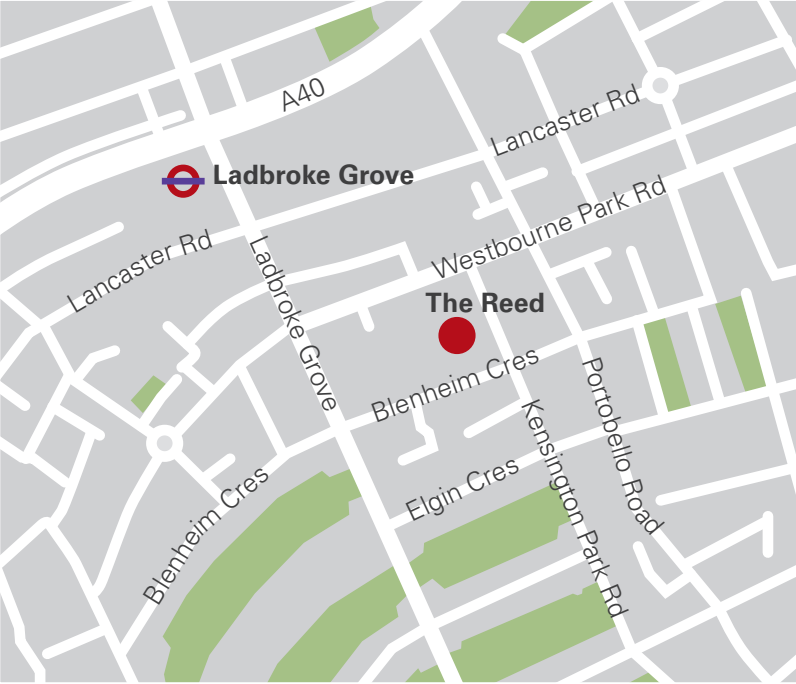 A40
Lancaster Rd
Ladbroke Grove
Westbourne Park Rd
Lancaster Rd
Ladbroke Grove
The Reed
Blenheim Cres
Portobello Road
Kensington Park Rd
Elgin Cres
Blenheim Cres